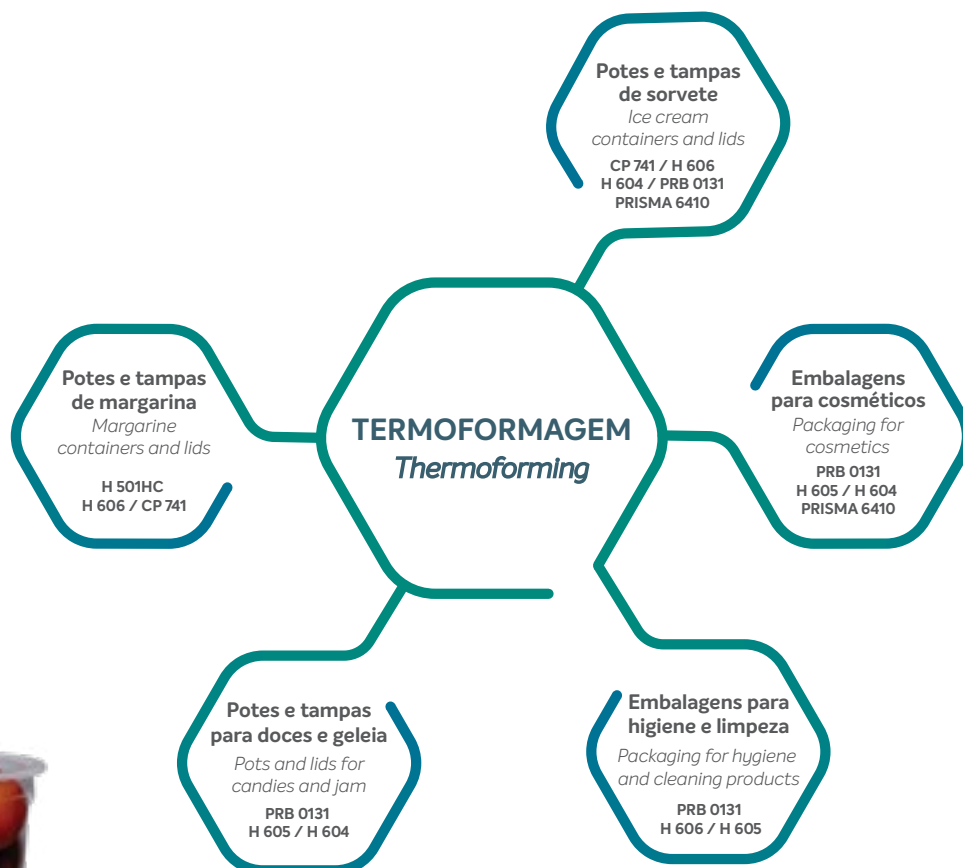 Potes e tampas
de sorvete
Ice cream
containers and lids
CP 741 / H 606
H 604 / PRB 0131
PRISMA 6410
Potes e tampas
de margarina
Margarine
containers and lids
H 501HC
H 606 / CP 741
TERMOFORMAGEM
Thermoforming
Embalagens
para cosméticos
Packaging for
cosmetics
PRB 0131
H 605 / H 604
PRISMA 6410
Potes e tampas
para doces e geleia
Pots and lids for
candies and jam
PRB 0131
H 605 / H 604
Embalagens para
higiene e limpeza
Packaging for hygiene
and cleaning products
PRB 0131
H 606 / H 605